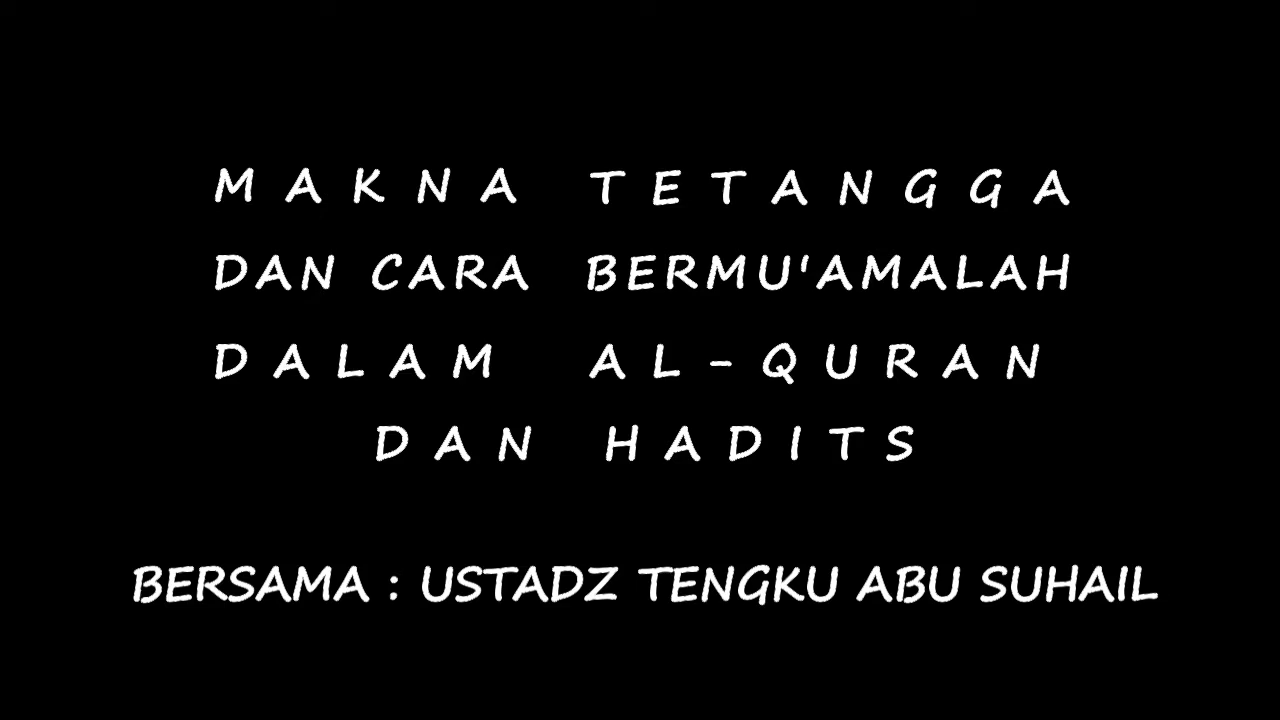 MAKNA TETANGGA
DAN CARA BERMU'AMALAH
DALAM AL-QURAN
DAN HADITS
BERSAMA : USTADZ TENGKU ABU SUHAIL